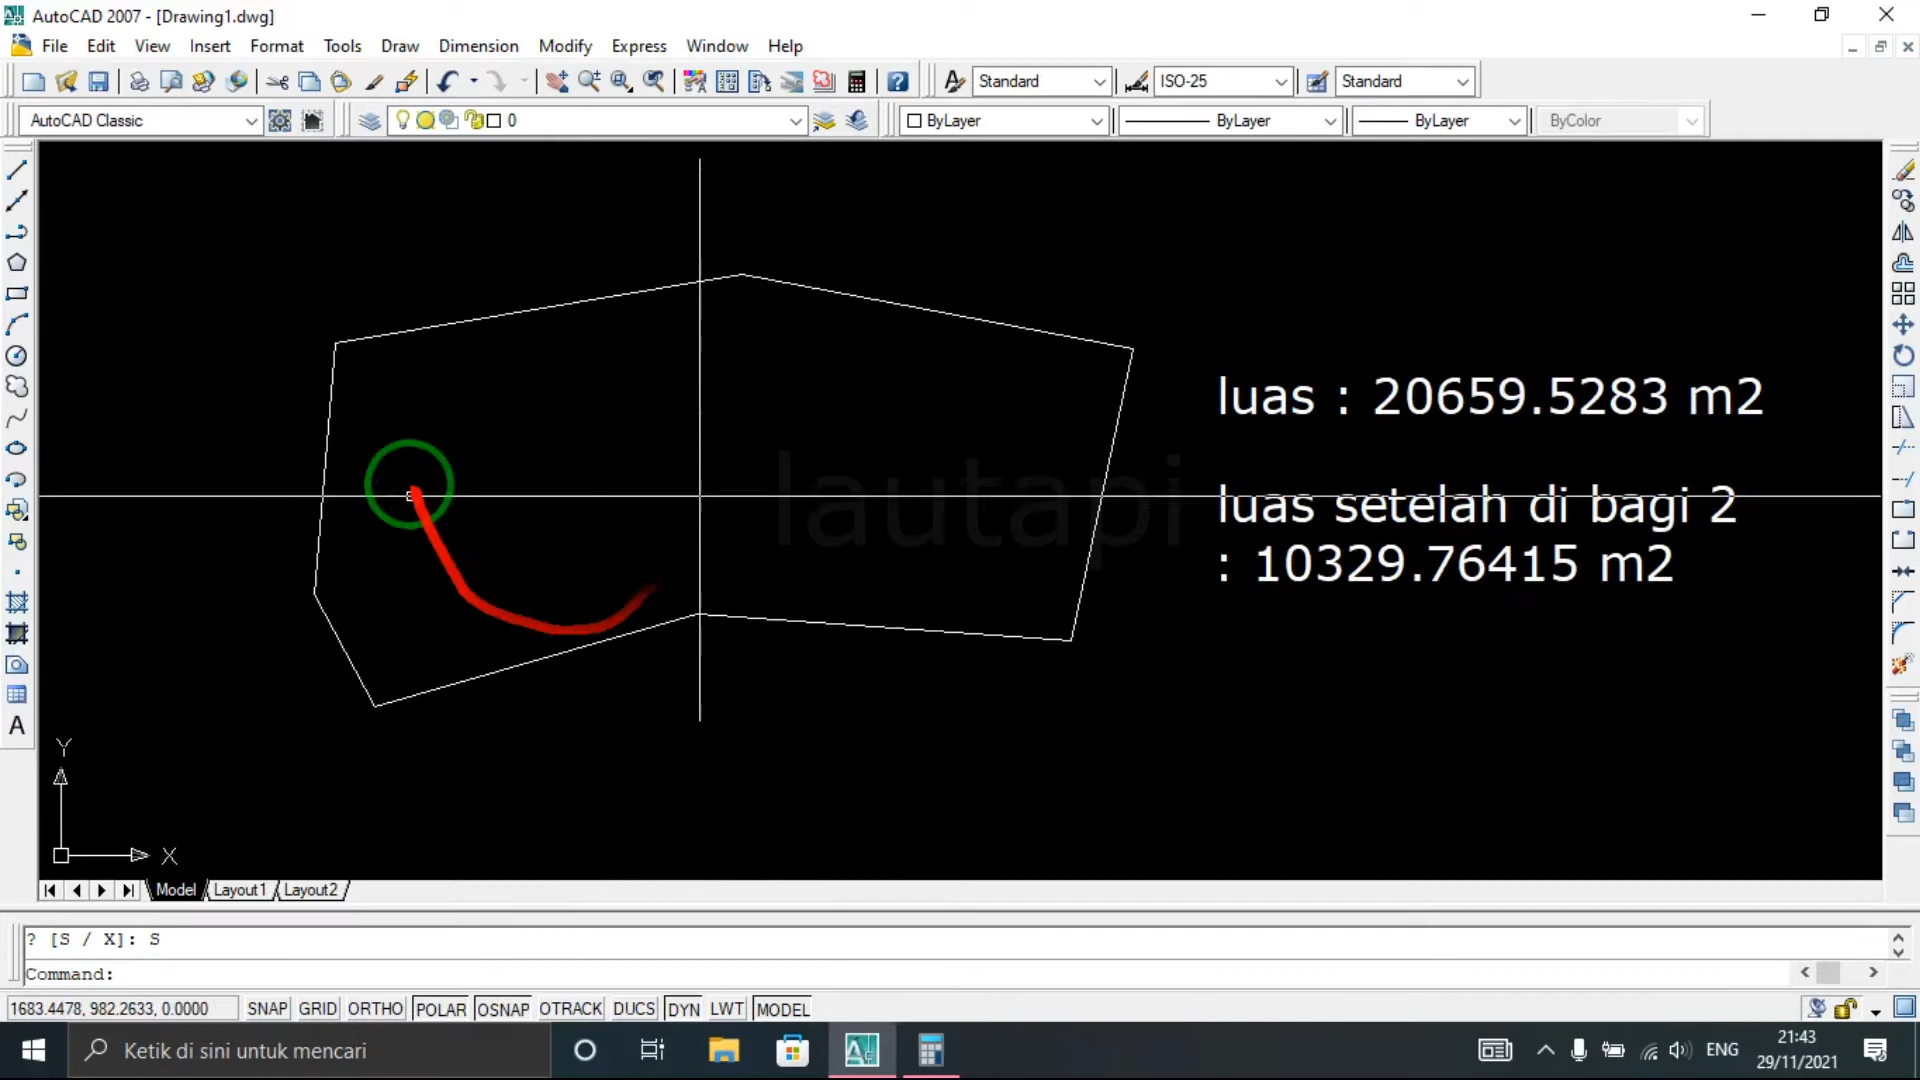 AutoCAD 2007 - [Drawing1.dwg]
File Edit View Insert Format Tools Draw Dimension Modify Express Window Help
Standard ISO-25 Standard
AutoCAD Classic 0 ByLayer ByLayer ByLayer ByColor
luas : 20659.5283 m2
lautapi
luas setelah di bagi 2
: 10329.76415 m2
Y
X
A
Model Layout1 Layout2
? [S / X]: S
Command:
1683.4478, 982.2633, 0.0000 SNAP GRID ORTHO POLAR OSNAP OTRACK DUCS DYN LWT MODEL
Ketik di sini untuk mencari
ENG
21:43
29/11/2021